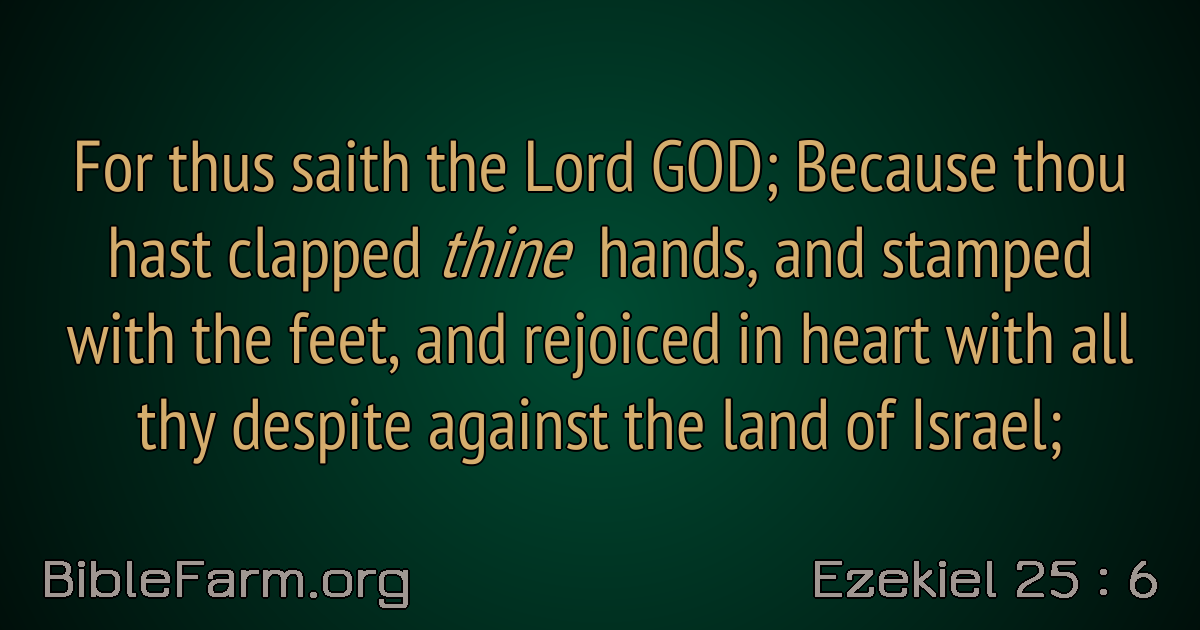 For thus saith the Lord GOD; Because thou
hast clapped thine hands, and stamped
with the feet, and rejoiced in heart with all
thy despite against the land of Israel;
BibleFarm.org
Ezekiel 25 : 6